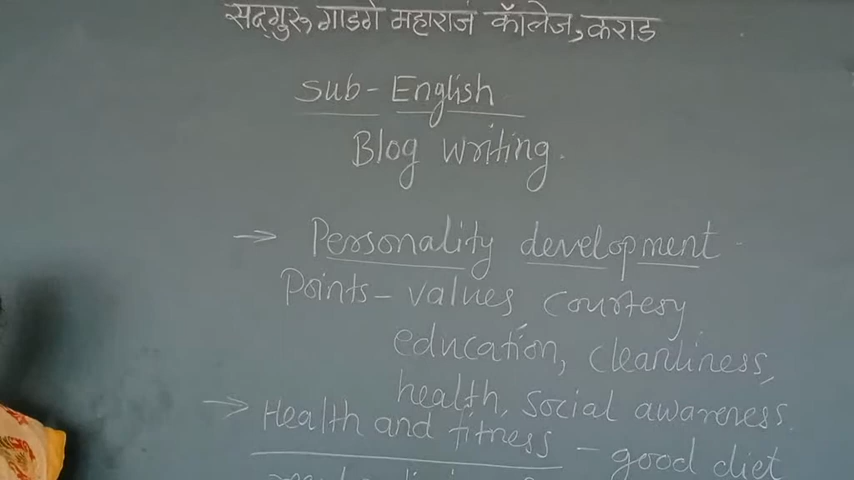 सद्गुरू गाडगे महाराज कॉलेज, कराड
Sub- English
Blog writing.
→ Personality development -
Points - values courtesy
education, cleanliness,
health, social awareness.
→ Health and fitness - good diet